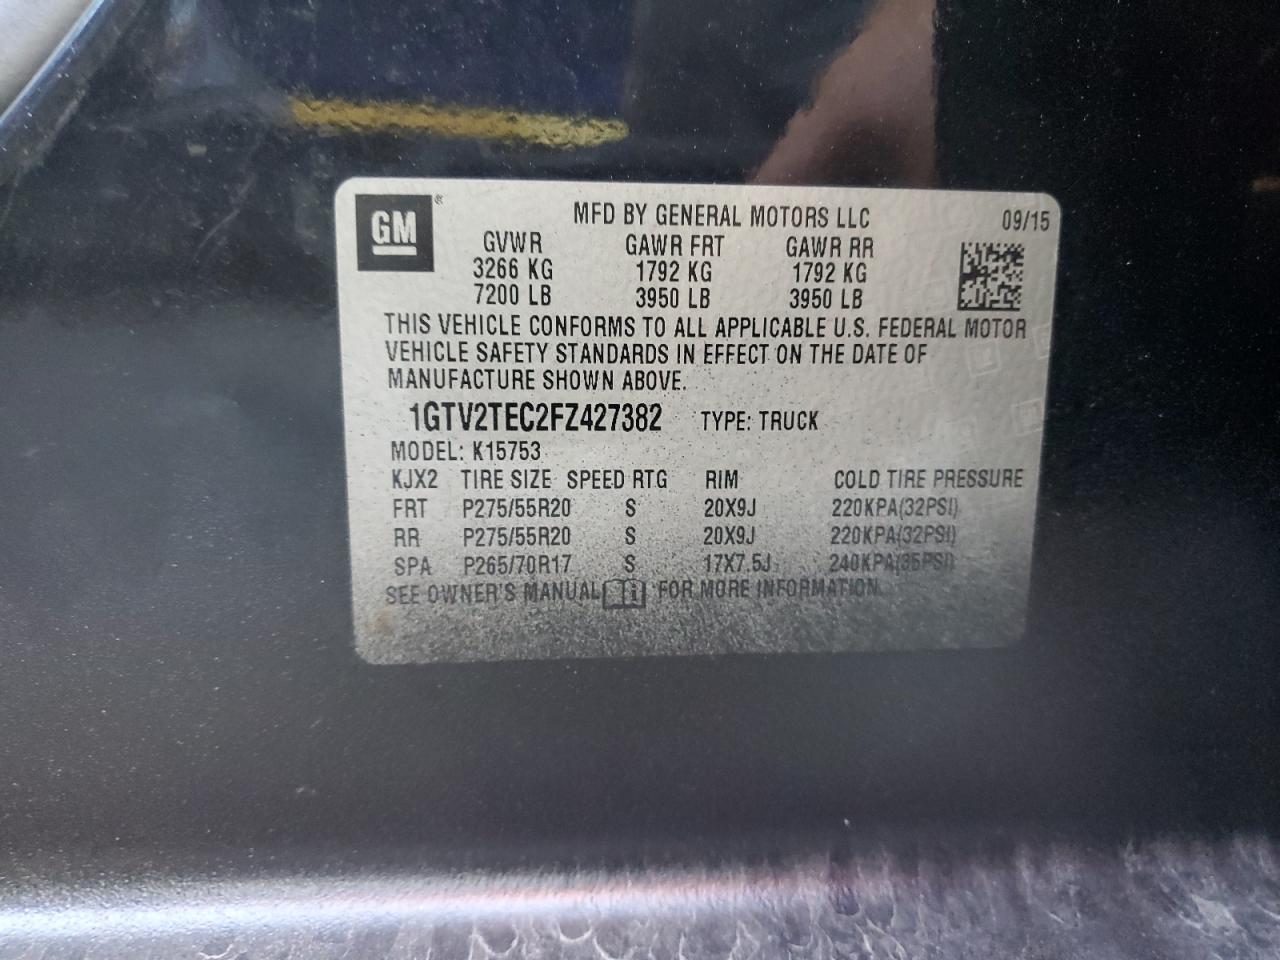 GM® MFD BY GENERAL MOTORS LLC 09/15
GVWR GAWR FRT GAWR RR
3266 KG 1792 KG 1792 KG
7200 LB 3950 LB 3950 LB
THIS VEHICLE CONFORMS TO ALL APPLICABLE U.S. FEDERAL MOTOR
VEHICLE SAFETY STANDARDS IN EFFECT ON THE DATE OF
MANUFACTURE SHOWN ABOVE.
1GTV2TEC2FZ427382 TYPE: TRUCK
MODEL: K15753
KJX2 TIRE SIZE SPEED RTG RIM COLD TIRE PRESSURE
FRT P275/55R20 S 20X9J 220KPA(32PSI)
RR P275/55R20 S 20X9J 220KPA(32PSI)
SPA P265/70R17 S 17X7.5J 240KPA(35PSI)
SEE OWNER'S MANUAL FOR MORE INFORMATION.